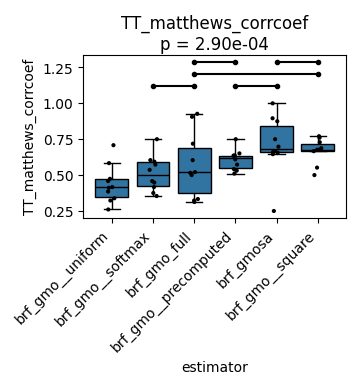 TT_matthews_corrcoef
p = 2.90e-04
TT_matthews_corrcoef
1.25
1.00
0.75
0.50
0.25
brf_gmo__uniform
brf_gmo__softmax
brf_gmo_full
brf_gmo__precomputed
brf_gmosa
brf_gmo__square
estimator